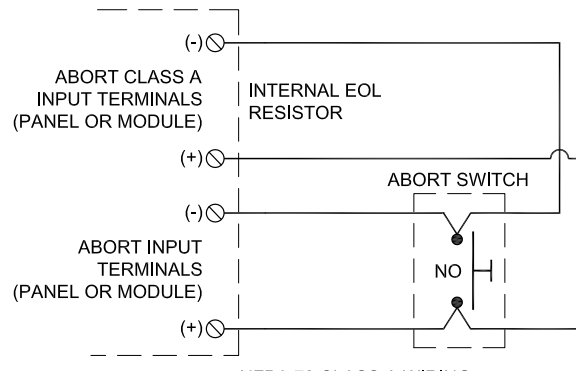 (-)
ABORT CLASS A
INPUT TERMINALS
(PANEL OR MODULE)
INTERNAL EOL
RESISTOR
(+)
ABORT SWITCH
(-)
ABORT INPUT
TERMINALS
(PANEL OR MODULE)
NO
(+)